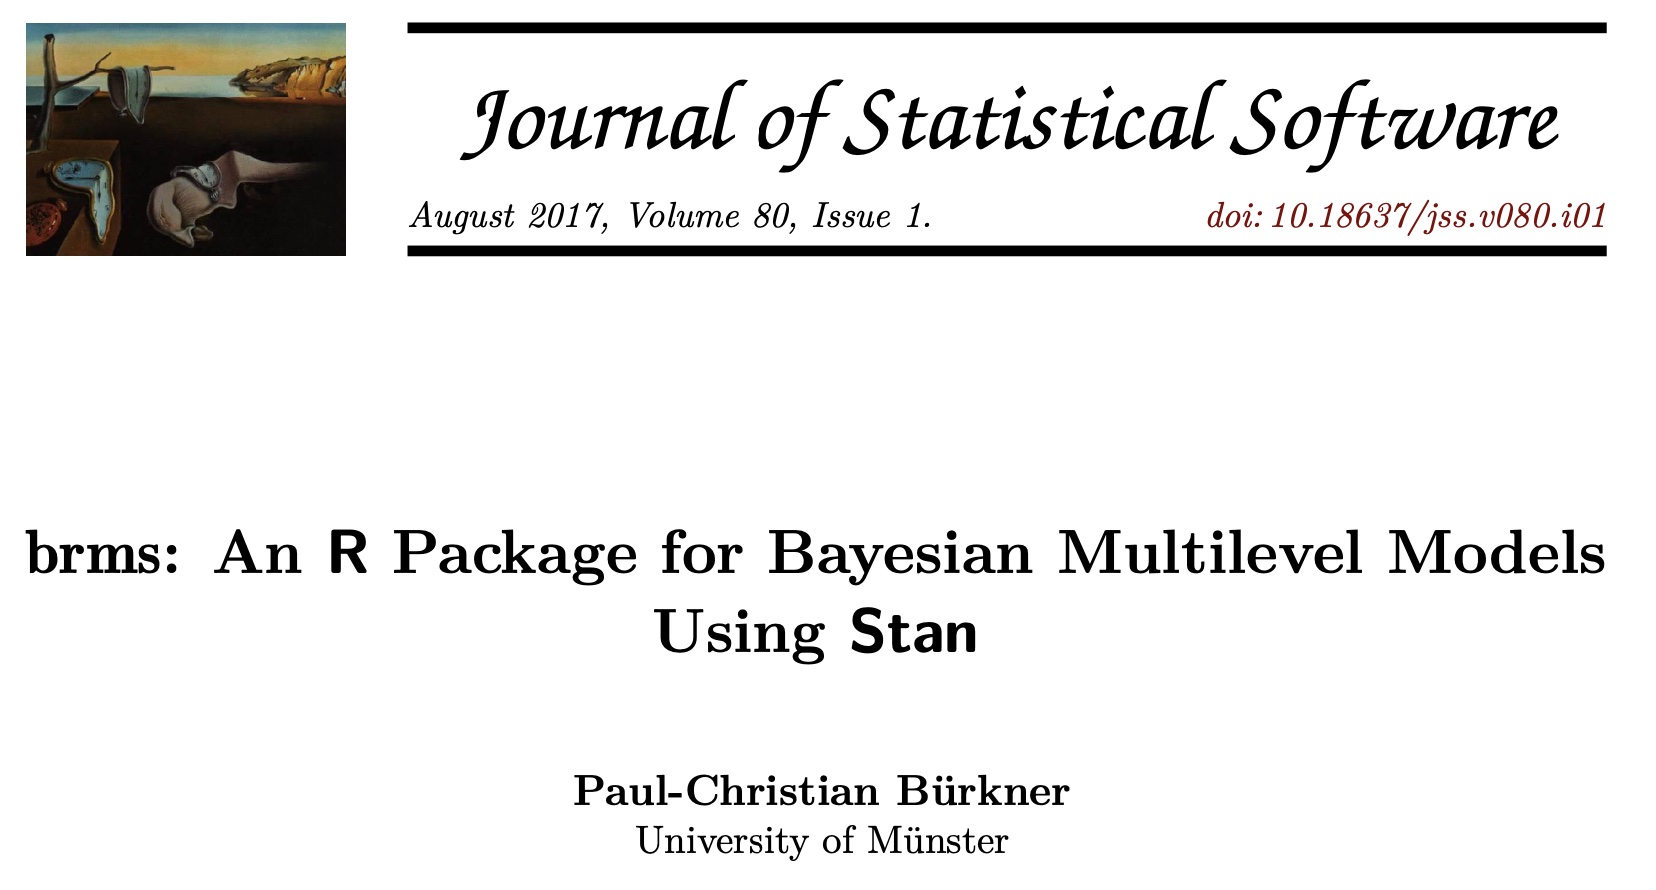 Journal of Statistical Software
August 2017, Volume 80, Issue 1.
doi: 10.18637/jss.v080.i01
brms: An R Package for Bayesian Multilevel Models
Using Stan
Paul-Christian Bürkner
University of Münster